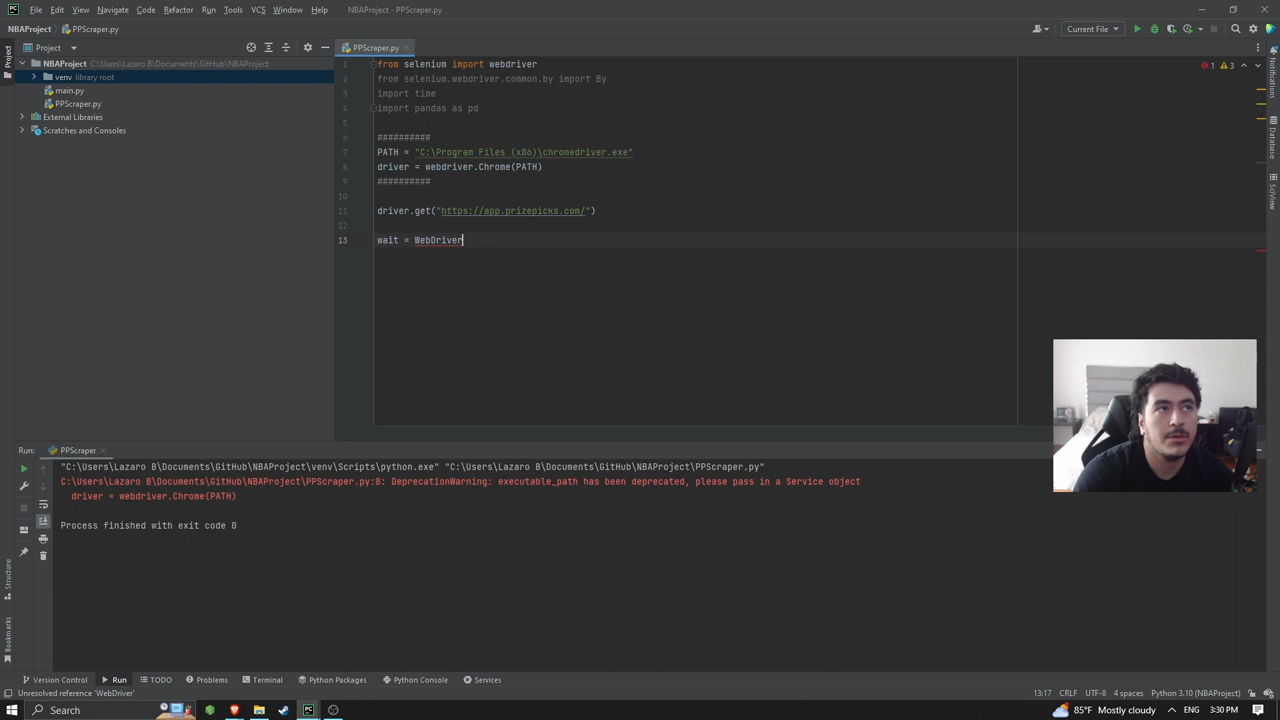 File Edit View Navigate Code Refactor Run Tools VCS Window Help NBAProject - PPScraper.py
NBAProject PPScraper.py Current File
Project
Project PPScraper.py
NBAProject C:\Users\Lazaro B\Documents\GitHub\NBAProject
venv library root
main.py
PPScraper.py
External Libraries
Scratches and Consoles
1 from selenium import webdriver
2 from selenium.webdriver.common.by import By
3 import time
4 import pandas as pd
5
6 ##########
7 PATH = "C:\Program Files (x86)\chromedriver.exe"
8 driver = webdriver.Chrome(PATH)
9 ##########
10
11 driver.get("https://app.prizepicks.com/")
12
13 wait = WebDriver
1 3
Notifications
Database
SciView
Run: PPScraper
"C:\Users\Lazaro B\Documents\GitHub\NBAProject\venv\Scripts\python.exe" "C:\Users\Lazaro B\Documents\GitHub\NBAProject\PPScraper.py"
C:\Users\Lazaro B\Documents\GitHub\NBAProject\PPScraper.py:8: DeprecationWarning: executable_path has been deprecated, please pass in a Service object
driver = webdriver.Chrome(PATH)
Process finished with exit code 0
Structure
Bookmarks
Version Control Run TODO Problems Terminal Python Packages Python Console Services
Unresolved reference 'WebDriver' 13:17 CRLF UTF-8 4 spaces Python 3.10 (NBAProject)
Search 85°F Mostly cloudy ENG 3:30 PM